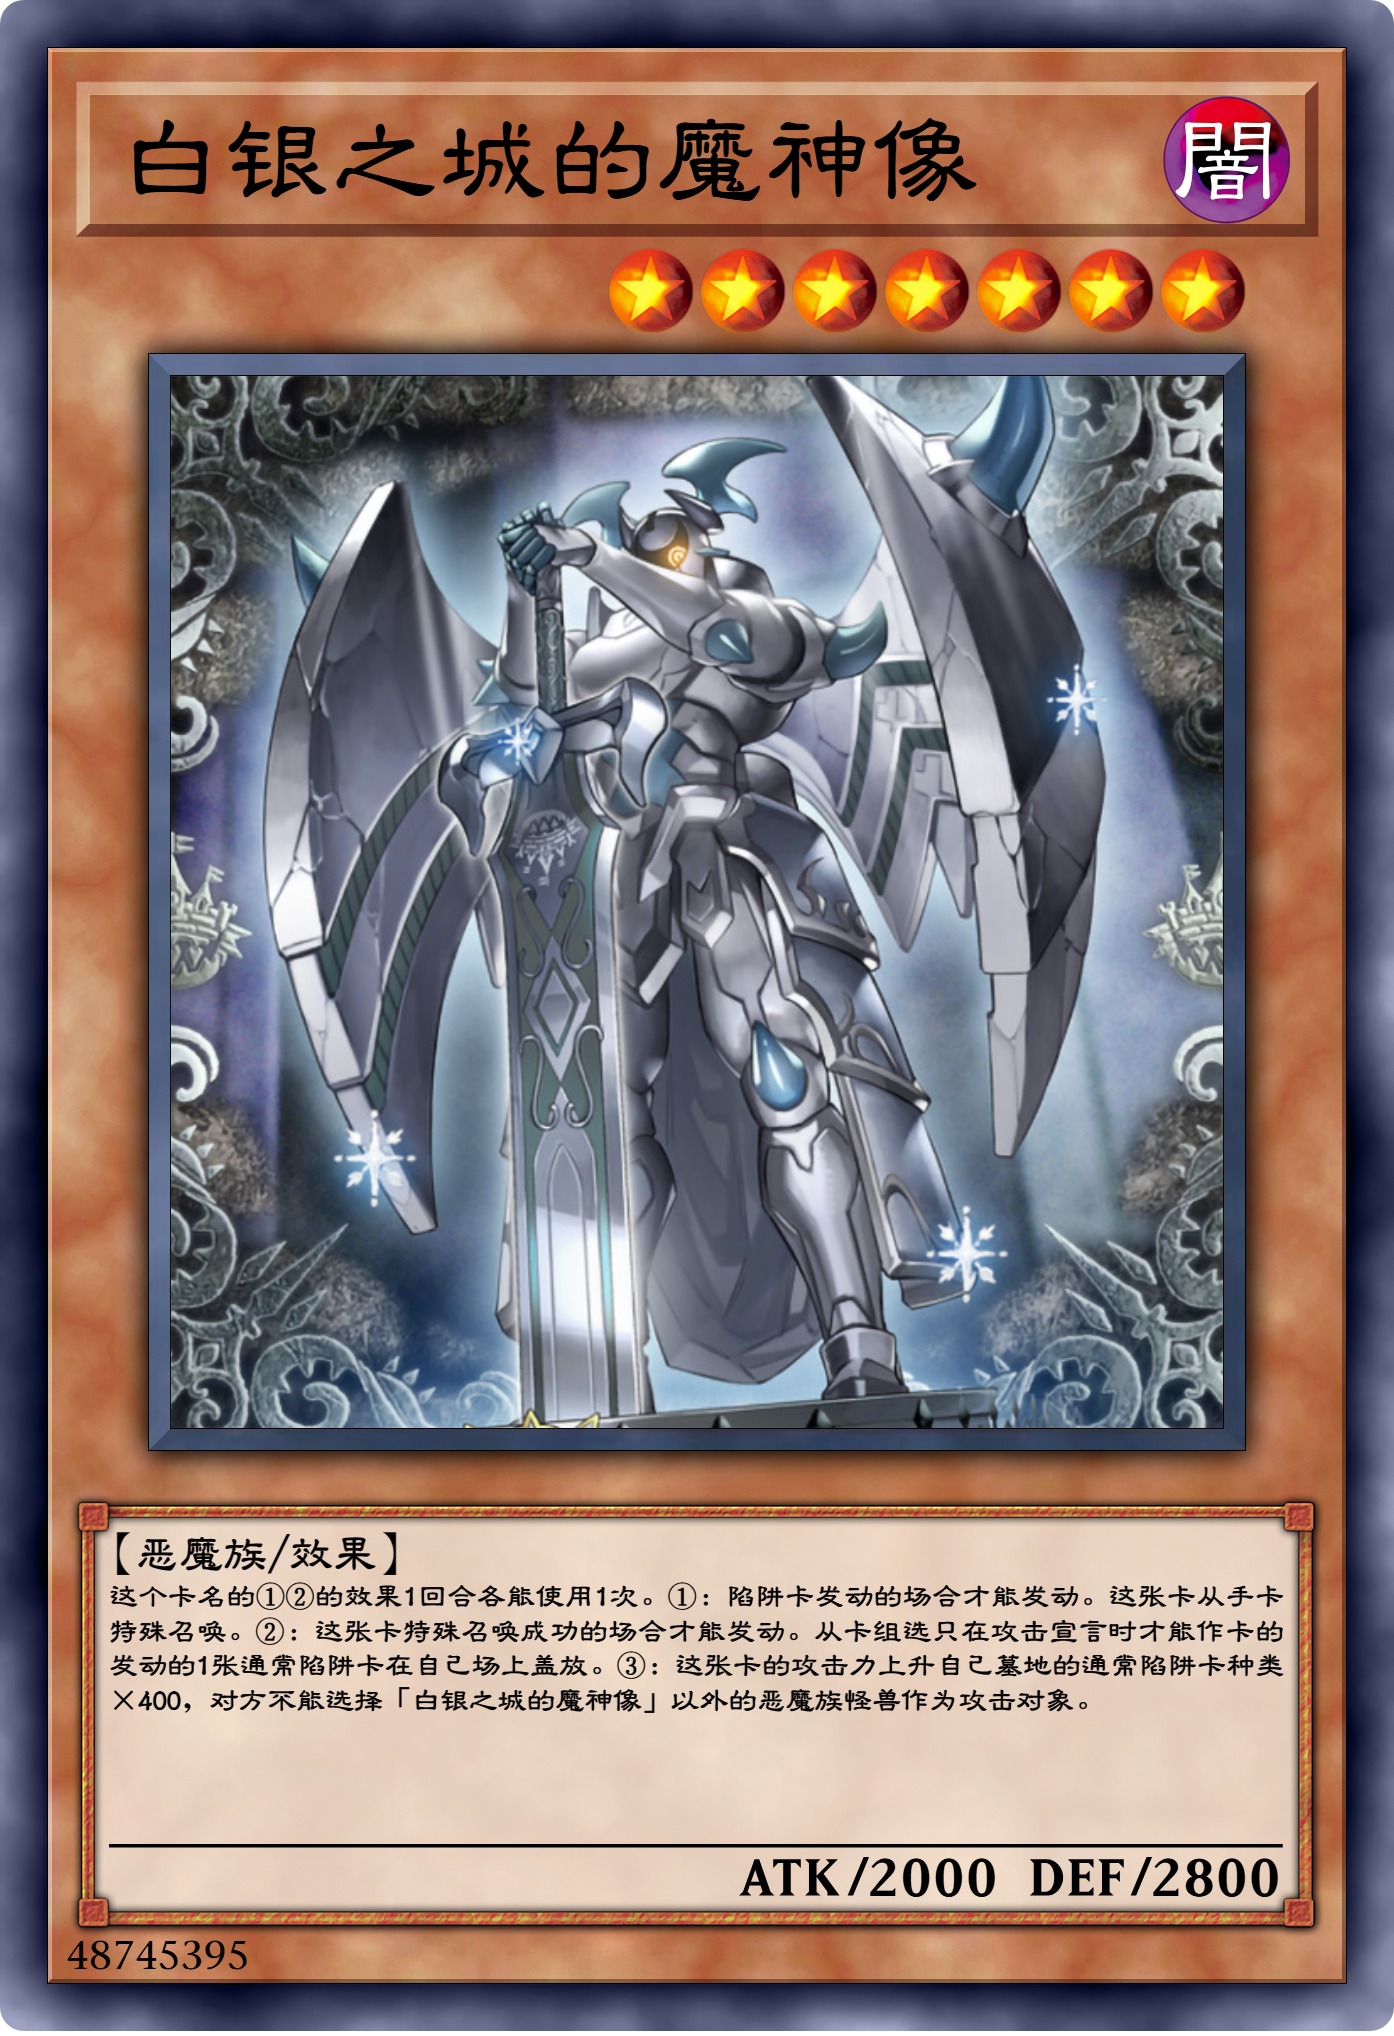 白银之城的魔神像
闇
【恶魔族/效果】
这个卡名的①②的效果1回合各能使用1次。①：陷阱卡发动的场合才能发动。这张卡从手卡
特殊召唤。②：这张卡特殊召唤成功的场合才能发动。从卡组选只在攻击宣言时才能作卡的
发动的1张通常陷阱卡在自己场上盖放。③：这张卡的攻击力上升自己墓地的通常陷阱卡种类
×400，对方不能选择「白银之城的魔神像」以外的恶魔族怪兽作为攻击对象。
ATK/2000 DEF/2800
48745395